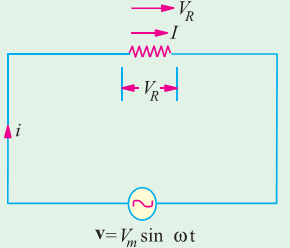 V_R
I
V_R
i
v=V_m sin ωt